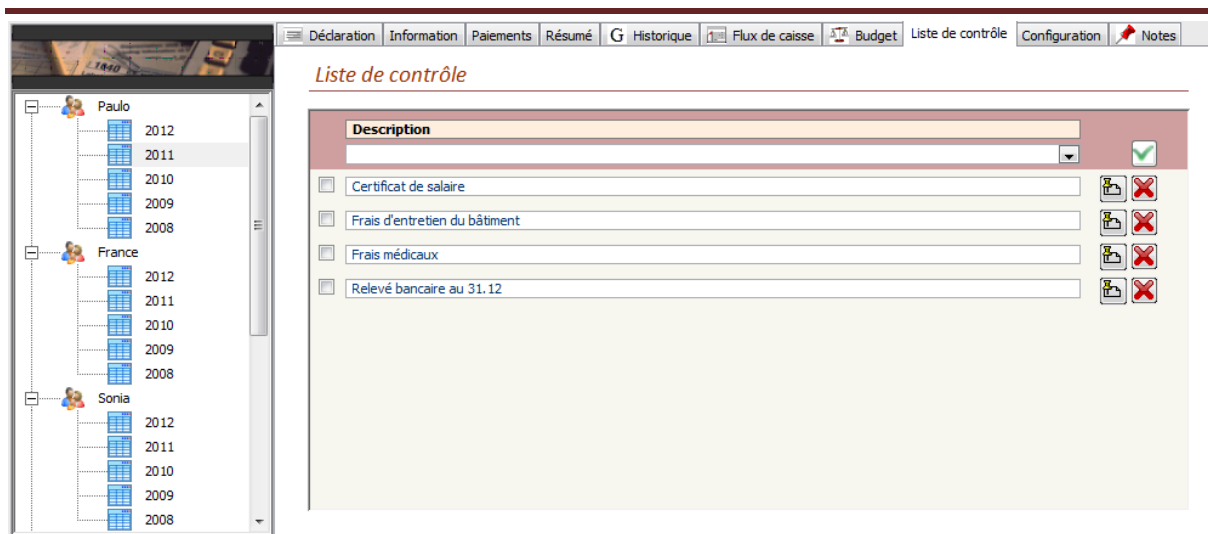 Déclaration Information Paiements Résumé G Historique Flux de caisse Budget Liste de contrôle Configuration Notes
Liste de contrôle
Paulo
2012
2011
2010
2009
2008
France
2012
2011
2010
2009
2008
Sonia
2012
2011
2010
2009
2008
Description
Certificat de salaire
Frais d'entretien du bâtiment
Frais médicaux
Relevé bancaire au 31.12